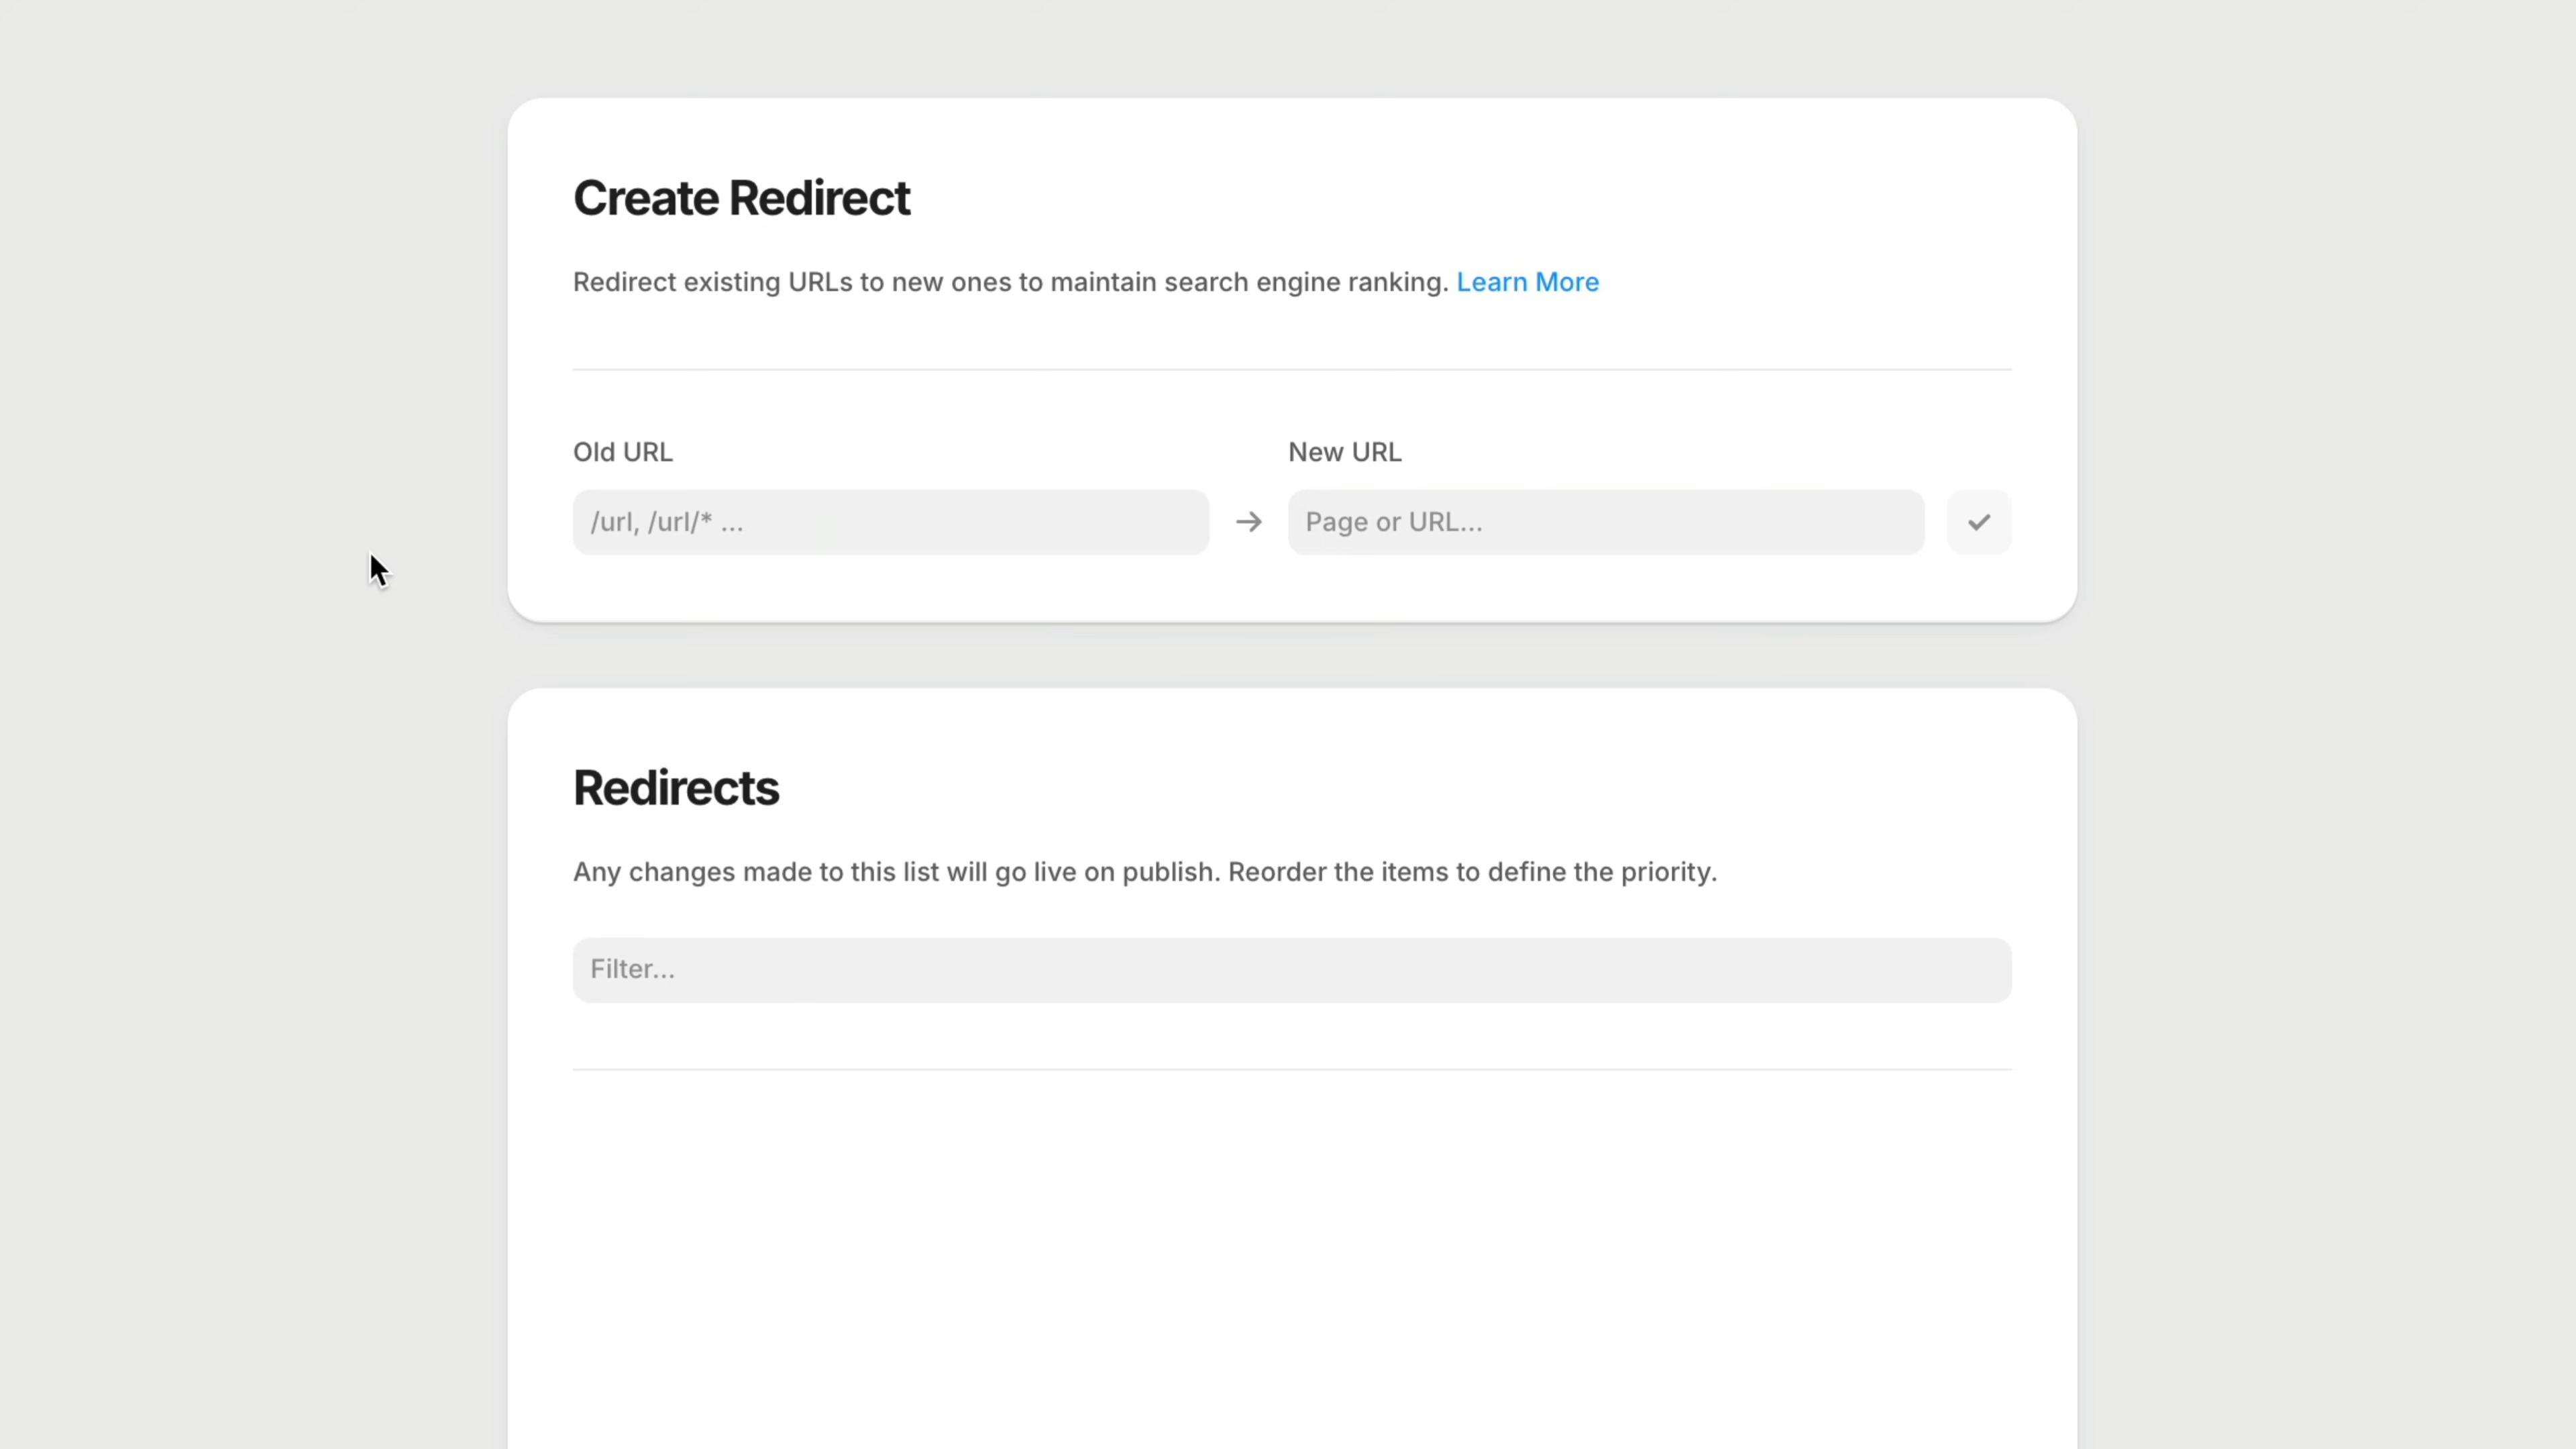 Create Redirect
Redirect existing URLs to new ones to maintain search engine ranking. Learn More
Old URL
New URL
/url, /url/* ...
Page or URL...
Redirects
Any changes made to this list will go live on publish. Reorder the items to define the priority.
Filter...